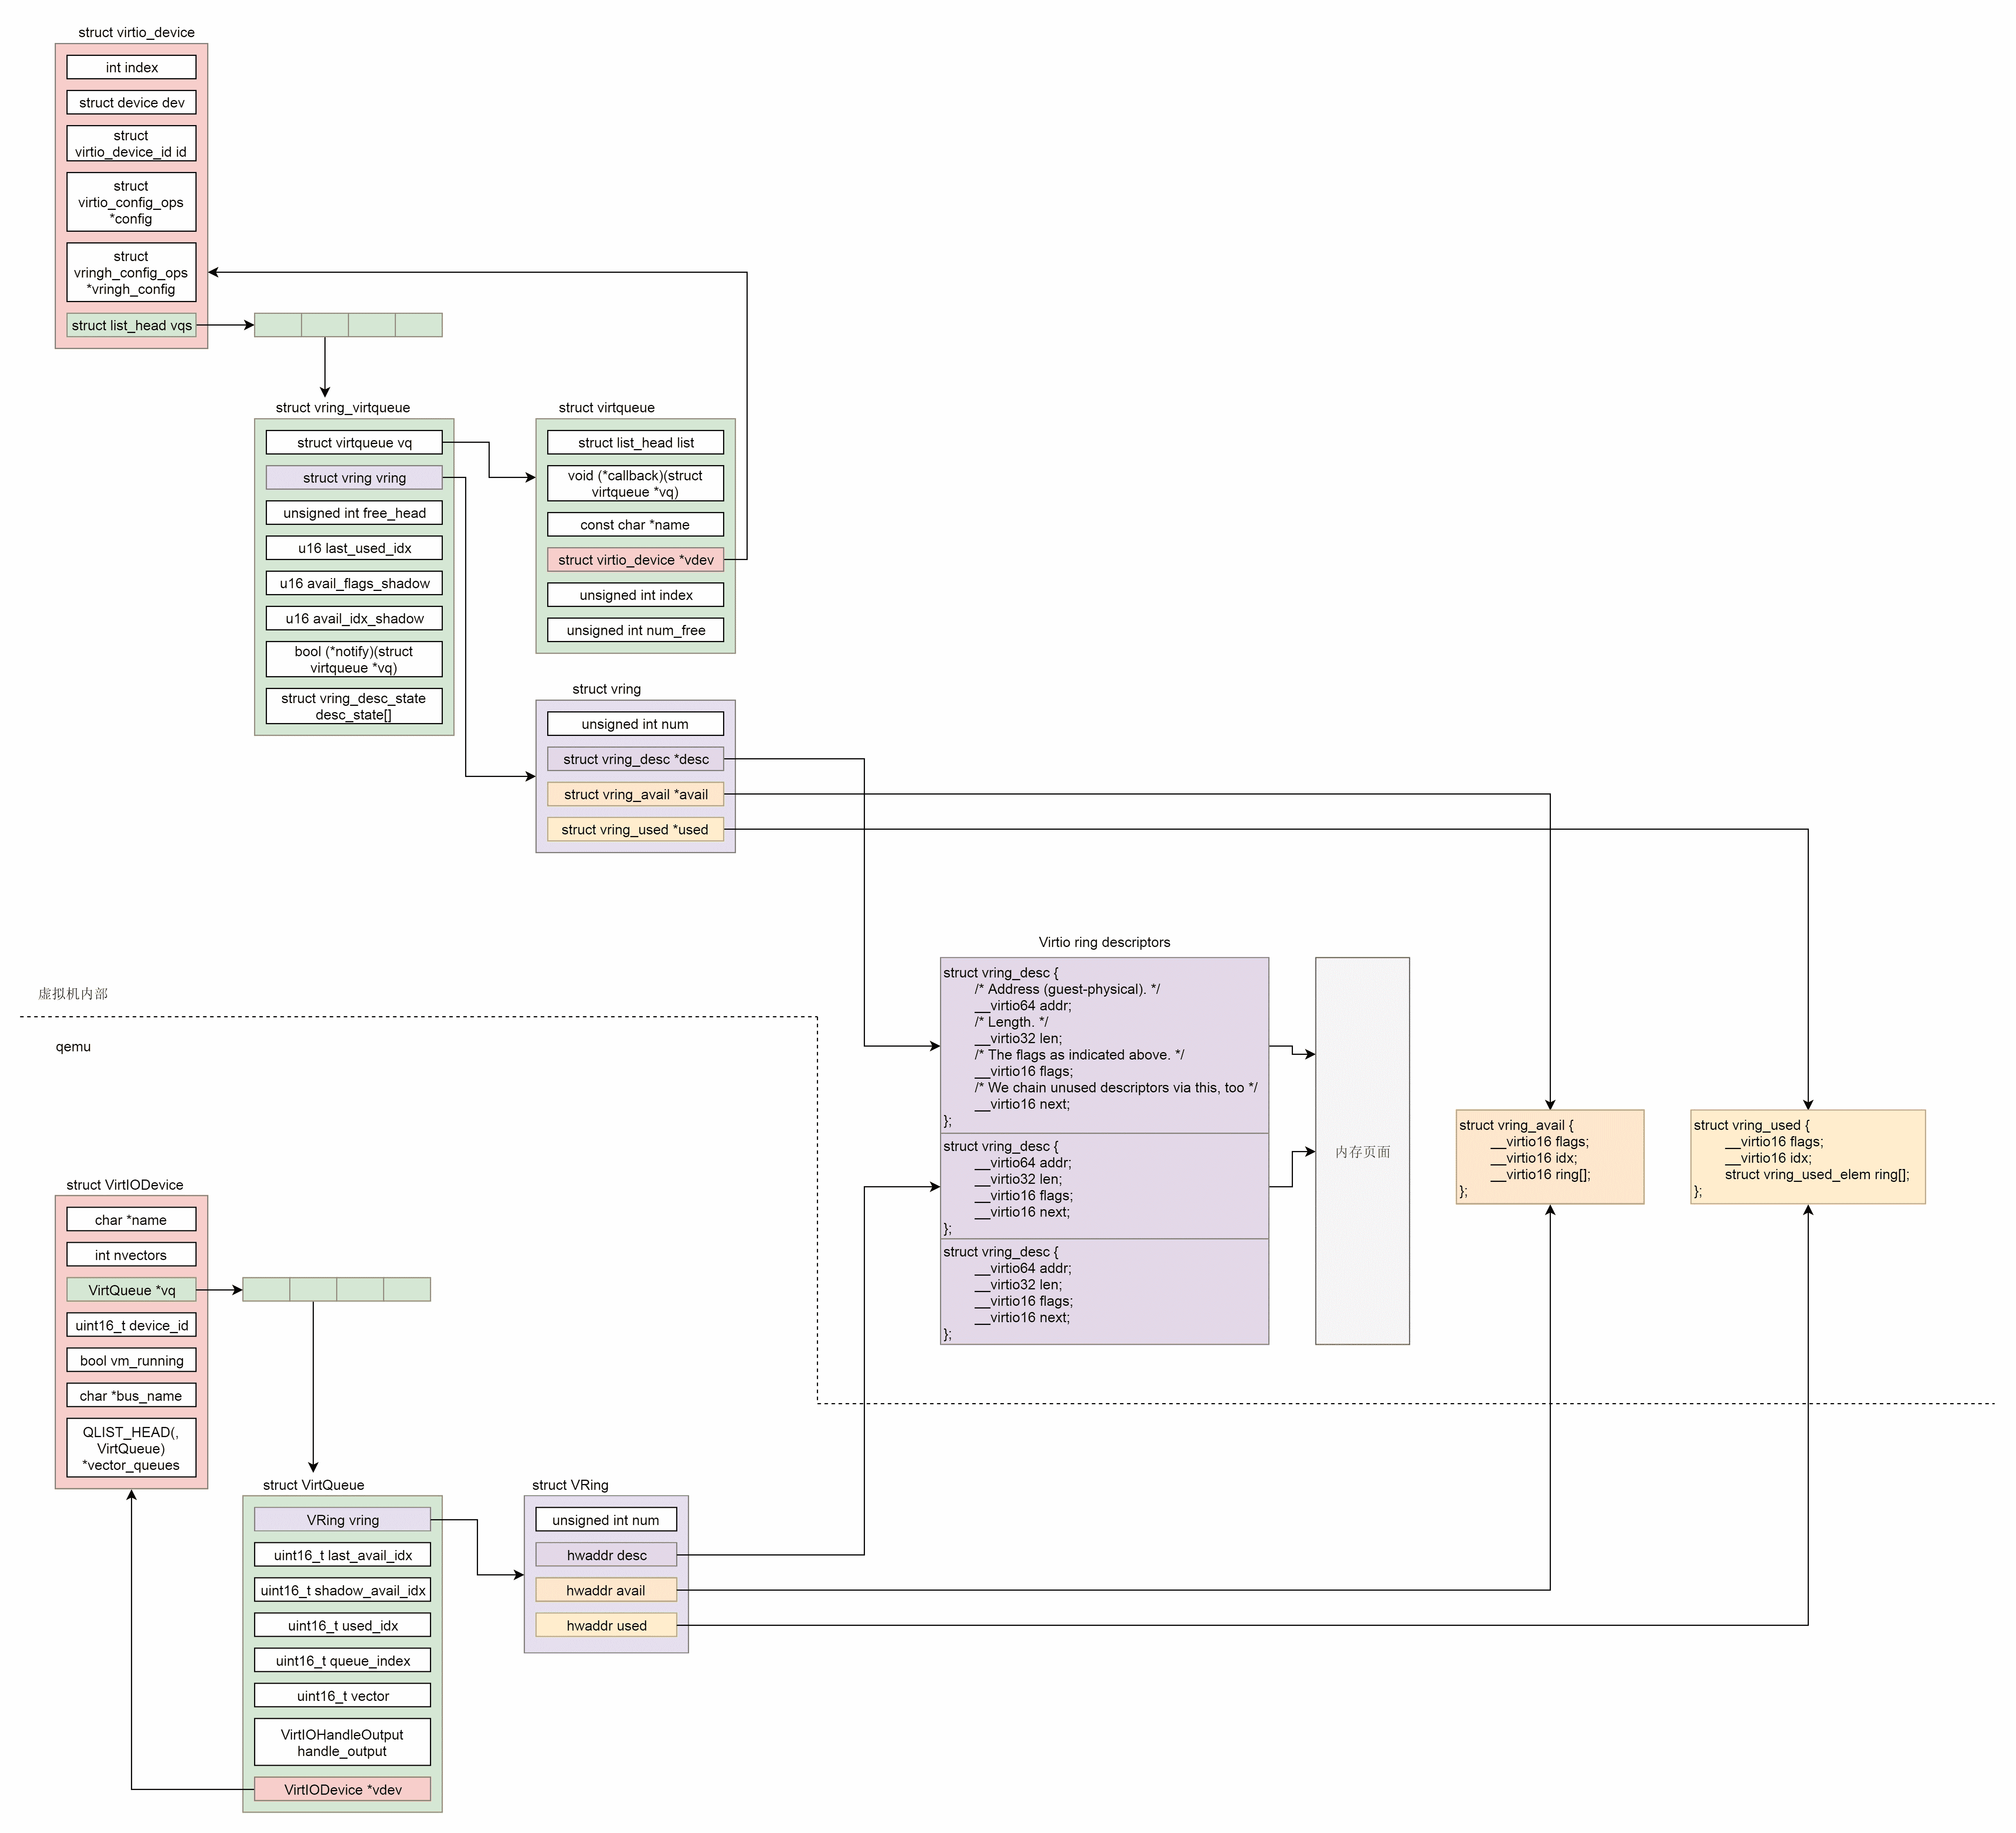 struct virtio_device
int index
struct device dev
struct
virtio_device_id id
struct
virtio_config_ops
*config
struct
vringh_config_ops
*vringh_config
struct list_head vqs
struct vring_virtqueue
struct virtqueue vq
struct vring vring
unsigned int free_head
u16 last_used_idx
u16 avail_flags_shadow
u16 avail_idx_shadow
bool (*notify)(struct
virtqueue *vq)
struct vring_desc_state
desc_state[]
struct virtqueue
struct list_head list
void (*callback)(struct
virtqueue *vq)
const char *name
struct virtio_device *vdev
unsigned int index
unsigned int num_free
struct vring
unsigned int num
struct vring_desc *desc
struct vring_avail *avail
struct vring_used *used
Virtio ring descriptors
struct vring_desc {
/* Address (guest-physical). */
__virtio64 addr;
/* Length. */
__virtio32 len;
/* The flags as indicated above. */
__virtio16 flags;
/* We chain unused descriptors via this, too */
__virtio16 next;
};
struct vring_desc {
__virtio64 addr;
__virtio32 len;
__virtio16 flags;
__virtio16 next;
};
struct vring_desc {
__virtio64 addr;
__virtio32 len;
__virtio16 flags;
__virtio16 next;
};
内存页面
struct vring_avail {
__virtio16 flags;
__virtio16 idx;
__virtio16 ring[];
};
struct vring_used {
__virtio16 flags;
__virtio16 idx;
struct vring_used_elem ring[];
};
虚拟机内部
qemu
struct VirtIODevice
char *name
int nvectors
VirtQueue *vq
uint16_t device_id
bool vm_running
char *bus_name
QLIST_HEAD(,
VirtQueue)
*vector_queues
struct VirtQueue
VRing vring
uint16_t last_avail_idx
uint16_t shadow_avail_idx
uint16_t used_idx
uint16_t queue_index
uint16_t vector
VirtIOHandleOutput
handle_output
VirtIODevice *vdev
struct VRing
unsigned int num
hwaddr desc
hwaddr avail
hwaddr used